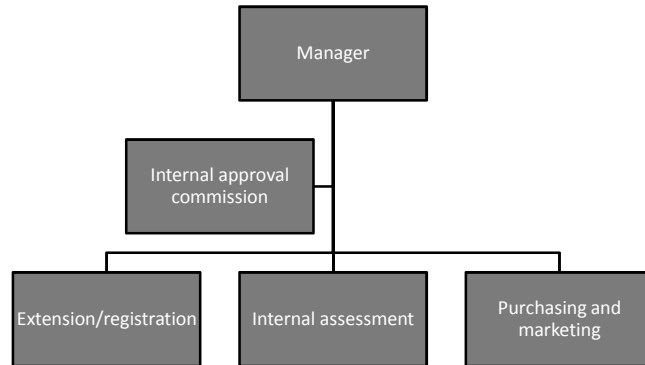 Manager
Internal approval
commission
Extension/registration
Internal assessment
Purchasing and
marketing